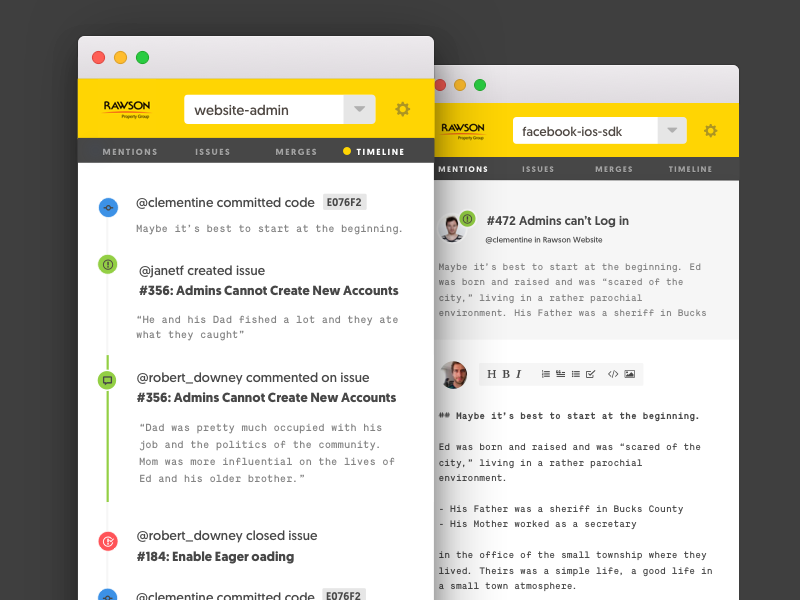 RAWSON
Property Group
website-admin
MENTIONS ISSUES MERGES TIMELINE
@clementine committed code E076F2
Maybe it's best to start at the beginning.
@janetf created issue
#356: Admins Cannot Create New Accounts
“He and his Dad fished a lot and they ate
what they caught”
@robert_downey commented on issue
#356: Admins Cannot Create New Accounts
“Dad was pretty much occupied with his
job and the politics of the community.
Mom was more influential on the lives of
Ed and his older brother.”
@robert_downey closed issue
#184: Enable Eager oading
@clementine committed code E076F2
RAWSON
Property Group
facebook-ios-sdk
MENTIONS ISSUES MERGES TIMELINE
#472 Admins can't Log in
@clementine in Rawson Website
Maybe it's best to start at the beginning. Ed
was born and raised and was “scared of the
city,” living in a rather parochial
environment. His Father was a sheriff in Bucks
H B I
## Maybe it's best to start at the beginning.
Ed was born and raised and was “scared of the
city,” living in a rather parochial
environment.
- His Father was a sheriff in Bucks County
- His Mother worked as a secretary
in the office of the small township where they
lived. Theirs was a simple life, a good life in
a small town atmosphere.